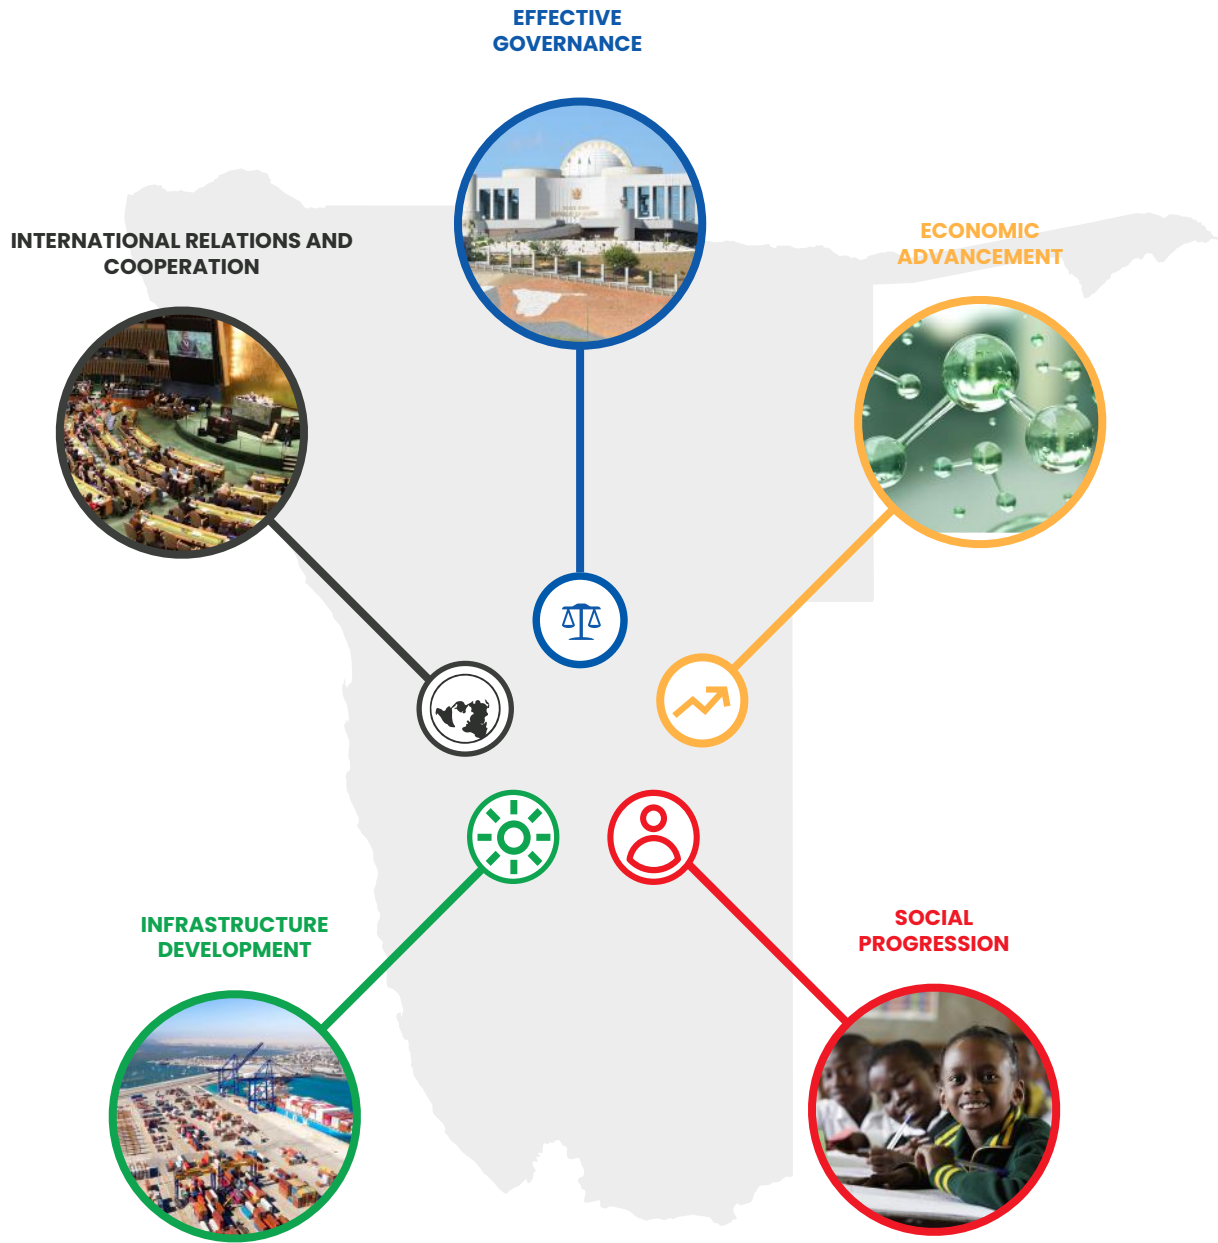 EFFECTIVE
GOVERNANCE
INTERNATIONAL RELATIONS AND
COOPERATION
ECONOMIC
ADVANCEMENT
INFRASTRUCTURE
DEVELOPMENT
SOCIAL
PROGRESSION